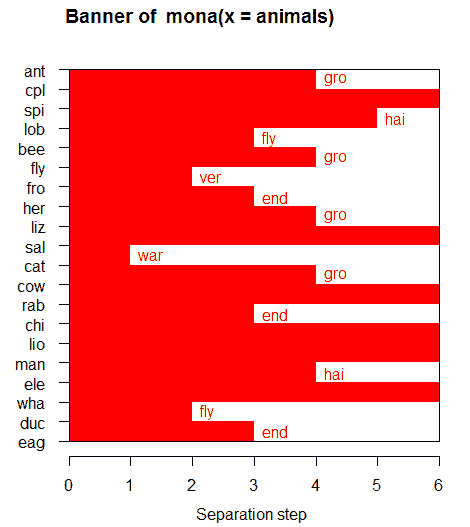 Banner of mona(x = animals)
ant
gro
cpl
spi
hai
lob
fly
bee
gro
fly
ver
fro
end
her
gro
liz
sal
war
cat
gro
cow
rab
end
chi
lio
man
hai
ele
wha
fly
duc
end
eag
0 1 2 3 4 5 6
Separation step